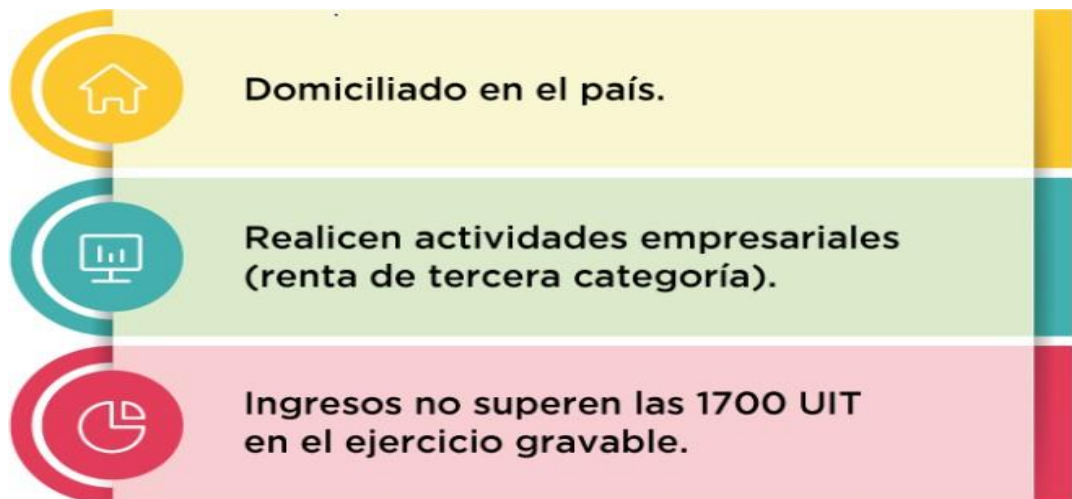 Domiciliado en el país.
Realicen actividades empresariales
(renta de tercera categoría).
Ingresos no superen las 1700 UIT
en el ejercicio gravable.